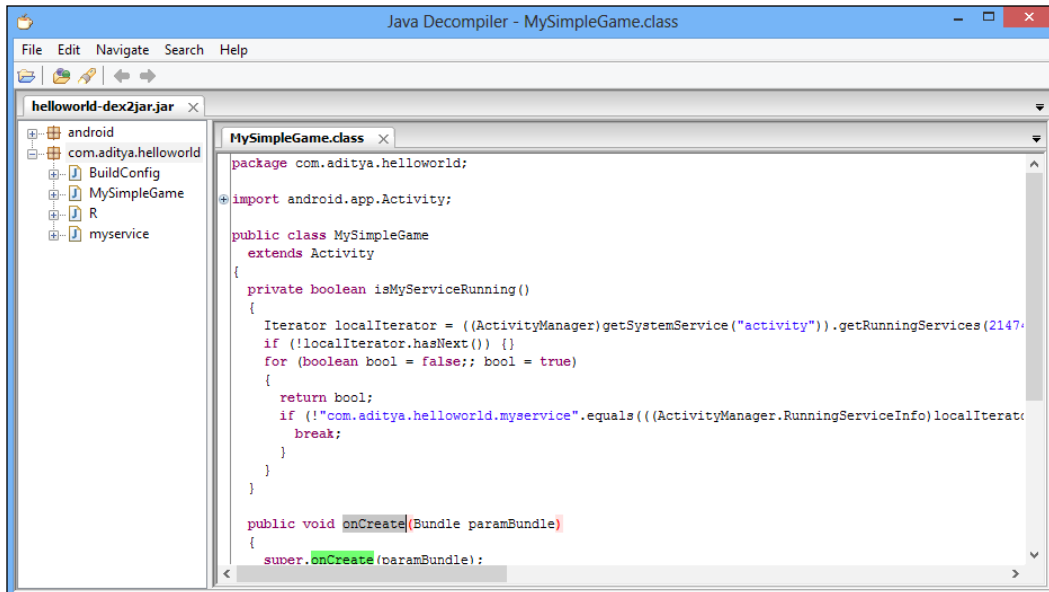 Java Decompiler - MySimpleGame.class
File Edit Navigate Search Help
helloworld-dex2jar.jar
android
com.aditya.helloworld
BuildConfig
MySimpleGame
R
myservice
MySimpleGame.class
package com.aditya.helloworld;
import android.app.Activity;
public class MySimpleGame
extends Activity
{
private boolean isMyServiceRunning()
{
Iterator localIterator = ((ActivityManager)getSystemService("activity")).getRunningServices(2147
if (!localIterator.hasNext()) {}
for (boolean bool = false;; bool = true)
{
return bool;
if (!"com.aditya.helloworld.myservice".equals(((ActivityManager.RunningServiceInfo)localIterato
break;
}
}
}
public void onCreate(Bundle paramBundle)
{
super.onCreate(paramBundle);